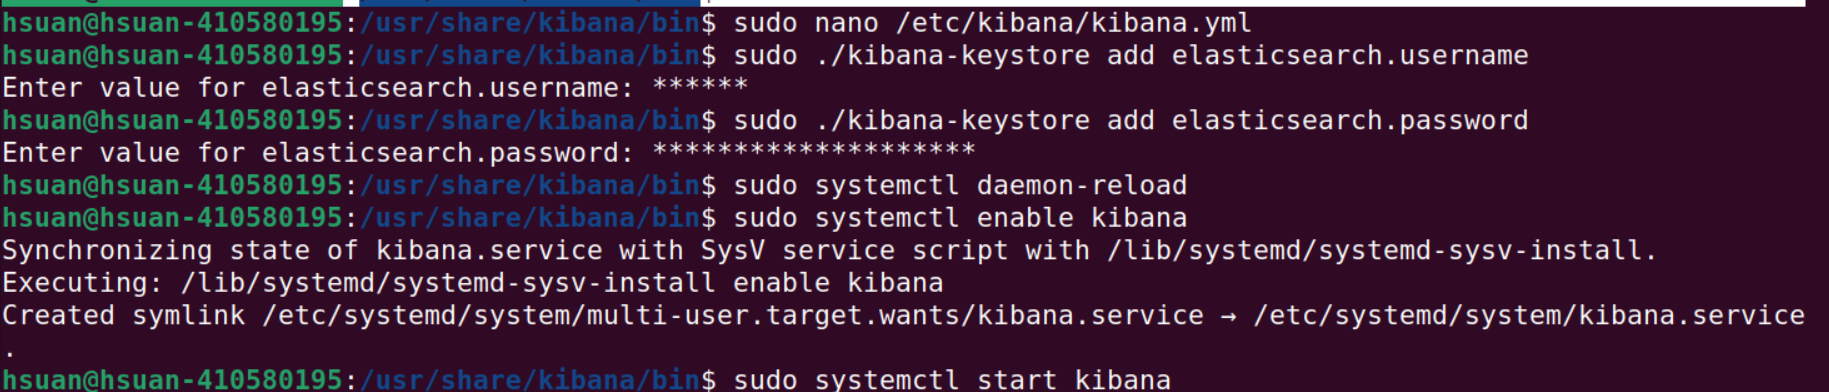 hsuan@hsuan-410580195:/usr/share/kibana/bin$ sudo nano /etc/kibana/kibana.yml
hsuan@hsuan-410580195:/usr/share/kibana/bin$ sudo ./kibana-keystore add elasticsearch.username
Enter value for elasticsearch.username: ******
hsuan@hsuan-410580195:/usr/share/kibana/bin$ sudo ./kibana-keystore add elasticsearch.password
Enter value for elasticsearch.password: ********************
hsuan@hsuan-410580195:/usr/share/kibana/bin$ sudo systemctl daemon-reload
hsuan@hsuan-410580195:/usr/share/kibana/bin$ sudo systemctl enable kibana
Synchronizing state of kibana.service with SysV service script with /lib/systemd/systemd-sysv-install.
Executing: /lib/systemd/systemd-sysv-install enable kibana
Created symlink /etc/systemd/system/multi-user.target.wants/kibana.service → /etc/systemd/system/kibana.service
.
hsuan@hsuan-410580195:/usr/share/kibana/bin$ sudo systemctl start kibana